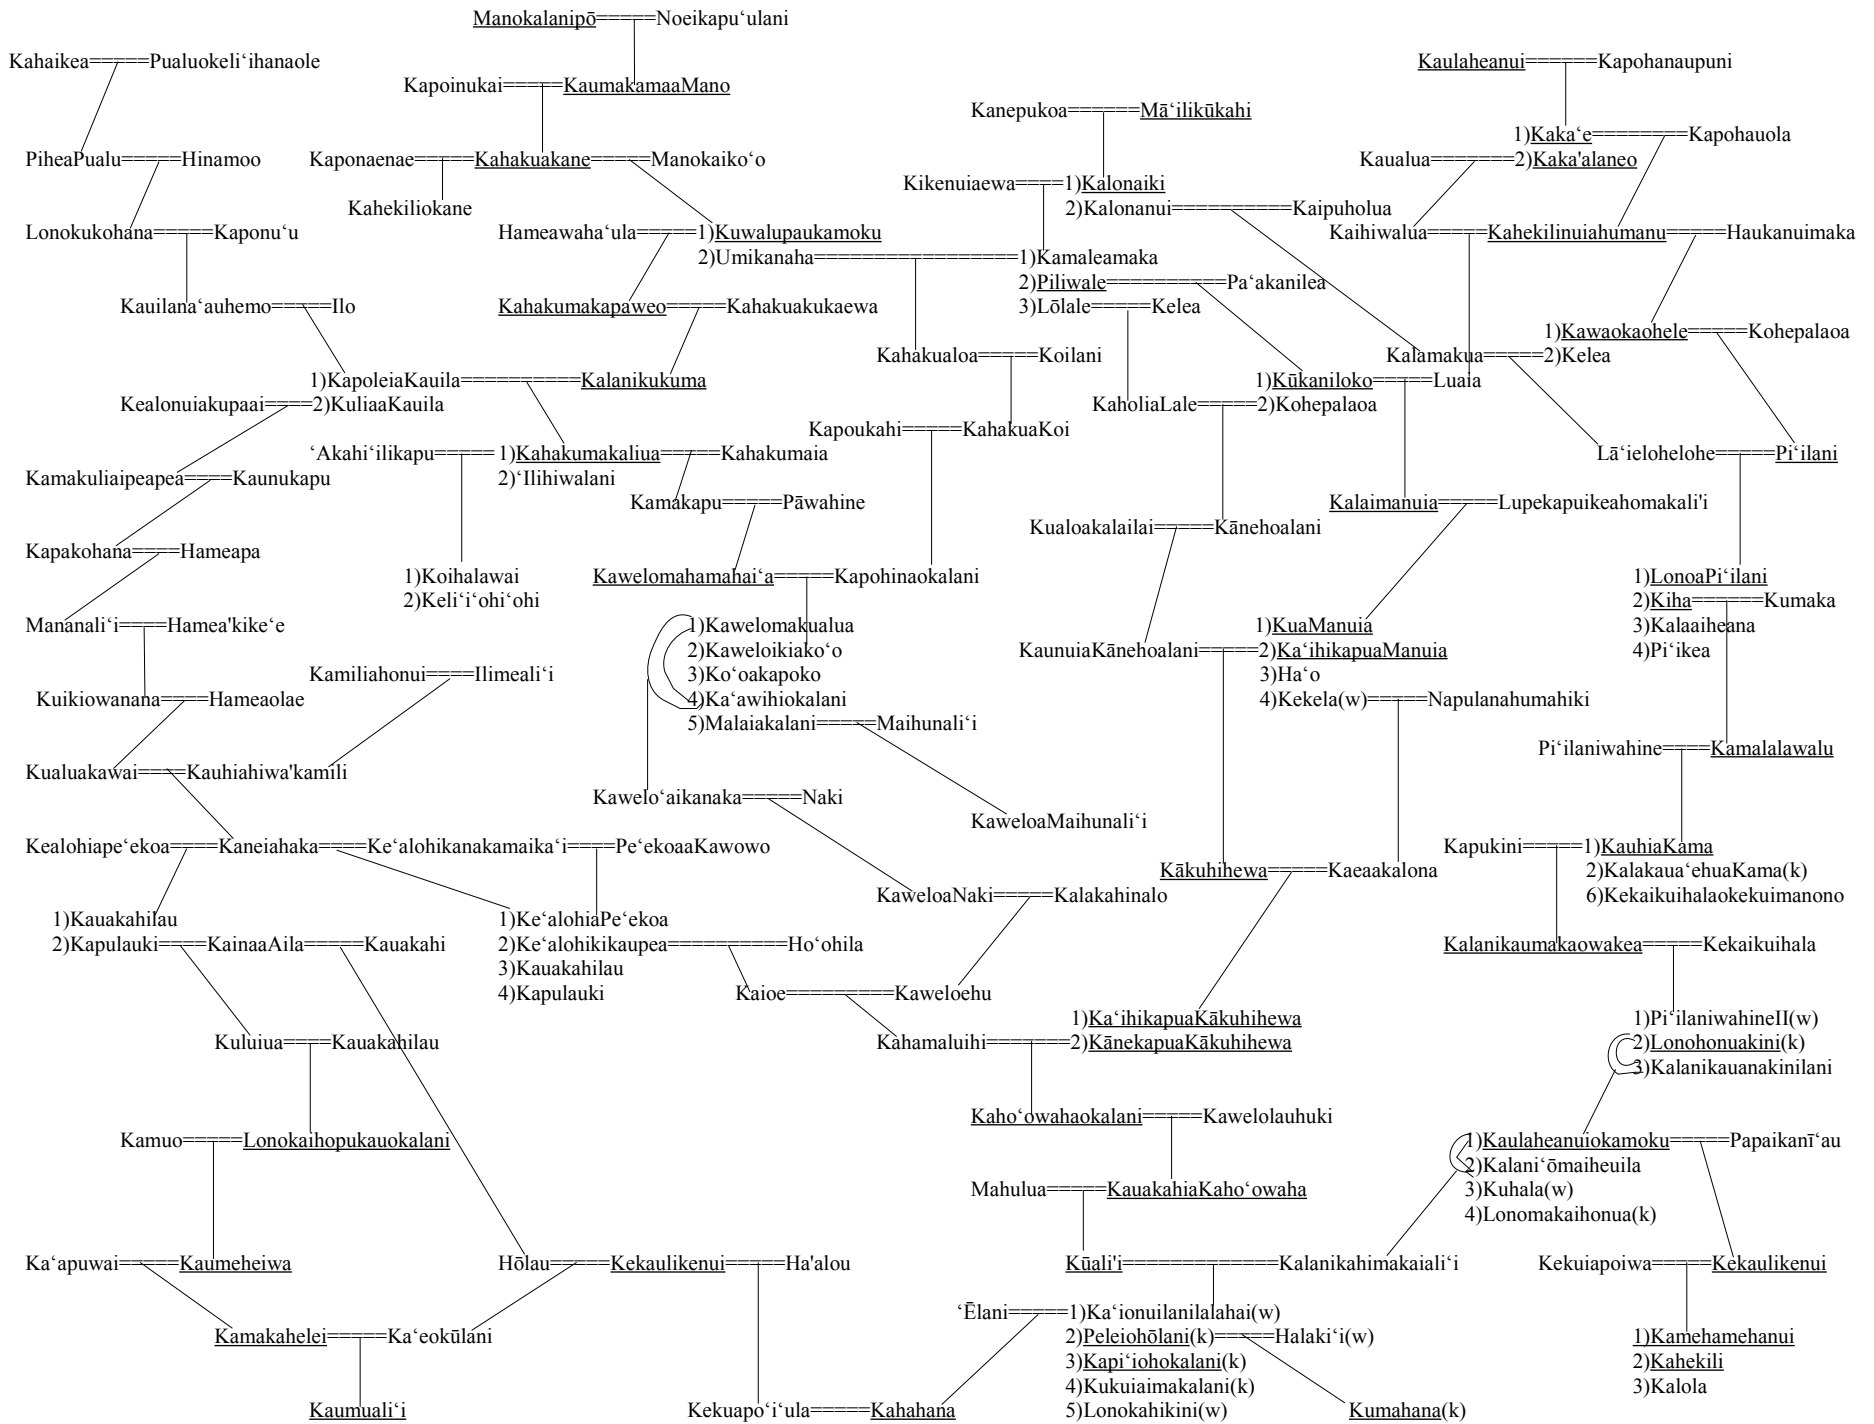 Manokalanipō=====Noeikapu‘ulani
Kahaikea=====Pualuokeli‘ihanaole
Kaulaheanui======Kapohanaupuni
Kapoinukai=====KaumakamaaMano
Kanepukoa======Mā‘ilikūkahi
1)Kaka‘e========Kapohauola
PiheaPualu=====Hinamoo
Kaponaenae=====Kahakuakane=====Manokaiko‘o
Kaualua=======2)Kaka'alaneo
Kikenuiaewa====1)Kalonaiki
Kahekiliokane
2)Kalonanui==========Kaipuholua
Lonokukohana=====Kaponu‘u
Hameawaha‘ula=====1)Kuwalupaukamoku
Kaihiwalua=====Kahekilinuiahumanu=====Haukanuimaka
2)Umikanaha=================1)Kamaleamaka
2)Piliwale==========Pa‘akanilea
Kauilana‘auhemo=====Ilo
Kahakumakapaweo=====Kahakuakukaewa
3)Lōlale=====Kelea
1)Kawaokaohele=====Kohepalaoa
Kahakualoa=====Koilani
Kalamakua=====2)Kelea
1)KapoleiaKauila==========Kalanikukuma
1)Kūkaniloko=====Luaia
Kealonuiakupaai====2)KuliaaKauila
KaholiaLale=====2)Kohepalaoa
Kapoukahi=====KahakuaKoi
‘Akahi‘ilikapu=====1)Kahakumakaliua=====Kahakumaia
Lā‘ielohelohe=====Pi‘ilani
Kamakuliaipeapea====Kaunukapu
2)‘Ilihiwalani
Kamakapu=====Pāwahine
Kalaimanuia=====Lupekapuikeahomakali'i
Kualoakalailai=====Kānehoalani
Kapakohana====Hameapa
1)Koihalawai
Kawelomahamahai‘a=====Kapohinaokalani
1)LonoaPi‘ilani
2)Keli‘i‘ohi‘ohi
2)Kiha======Kumaka
Mananali‘i====Hamea'kike‘e
1)Kawelomakualua
1)KuaManuia
3)Kalaaiheana
2)Kaweloikiako‘o
KaunuiaKānehoalani=====2)Ka‘ihikapuaManuia
4)Pi‘ikea
Kamiliahonui====Ilimeali‘i
3)Ko‘oakapoko
3)Ha‘o
Kuikiowanana====Hameaolae
4)Ka‘awihiokalani
4)Kekela(w)=====Napulanahumahiki
5)Malaiakalani=====Maihunali‘i
Pi‘ilaniwahine====Kamalalawalu
Kualuakawai====Kauhiahiwa'kamili
Kawelo‘aikanaka=====Naki
KaweloaMaihunali‘i
Kealohiape‘ekoa====Kaneiahaka====Ke‘alohikanakamaika‘i====Pe‘ekoaaKawowo
Kapukini=====1)KauhiaKama
Kākuhihewa=====Kaeaakalona
2)Kalakaua‘ehuaKama(k)
KaweloaNaki=====Kalakahinalo
6)Kekaikuihalaokekuimanono
1)Kauakahilau
1)Ke‘alohiaPe‘ekoa
2)Kapulauki====KainaaAila=====Kauakahi
2)Ke‘alohikikaupea==========Ho‘ohila
Kalanikaumakaowakea=====Kekaikuihala
3)Kauakahilau
4)Kapulauki
Kaioe=========Kaweloehu
1)Ka‘ihikapuaKākuhihewa
1)Pi‘ilaniwahineII(w)
Kuluiua====Kauakahilau
Kahamaluihi=======2)KānekapuaKākuhihewa
2)Lonohonuakini(k)
3)Kalanikauanakinilani
Kaho‘owahaokalani=====Kawelolauhuki
Kamuo=====Lonokaihopukauokalani
1)Kaulaheanuiokamoku=====Papaikanī‘au
2)Kalani‘ōmaiheuila
Mahulua=====KauakahiaKaho‘owaha
3)Kuhala(w)
4)Lonomakaihonua(k)
Ka‘apuwai=====Kaumeheiwa
Hōlau=====Kekaulikenui=====Ha'alou
Kūali'i=============Kalanikahimakaiali‘i
Kekuiapoiwa=====Kekaulikenui
‘Ēlani=====1)Ka‘ionuilanilalahai(w)
Kamakahelei=====Ka‘eokūlani
2)Peleiohōlani(k)=====Halaki‘i(w)
1)Kamehamehanui
3)Kapi‘iohokalani(k)
2)Kahekili
4)Kukuiaimakalani(k)
3)Kalola
Kaumuali‘i
Kekuapo‘i‘ula=====Kahahana
5)Lonokahikini(w)
Kumahana(k)